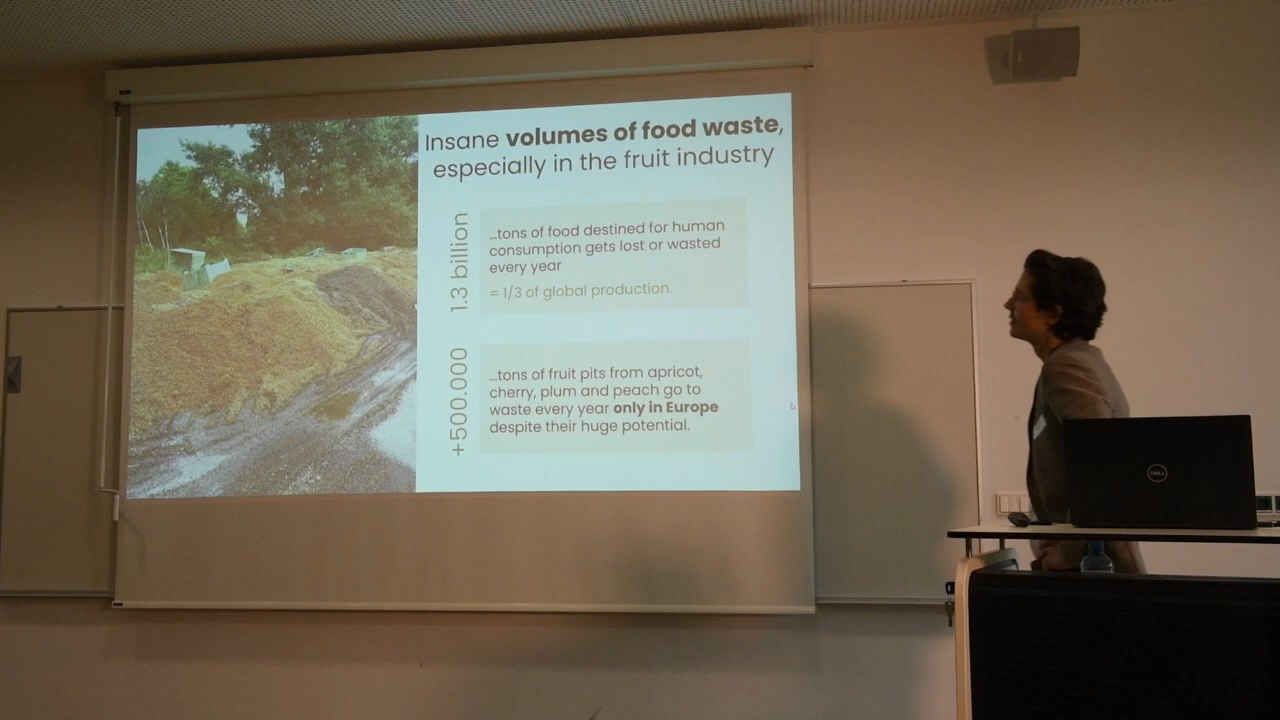 Insane volumes of food waste,
especially in the fruit industry
1.3 billion
...tons of food destined for human
consumption gets lost or wasted
every year
= 1/3 of global production.
+500.000
...tons of fruit pits from apricot,
cherry, plum and peach go to
waste every year only in Europe
despite their huge potential.
DELL